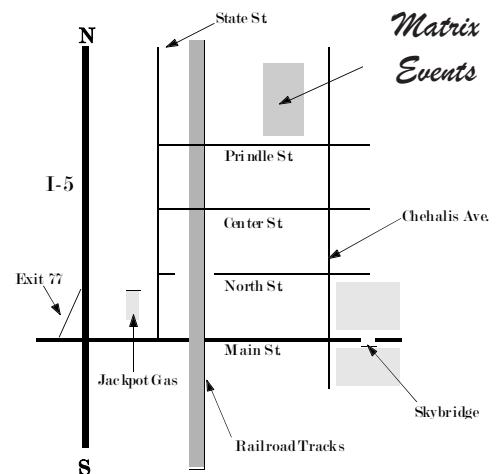 State St.
N
Matrix
Events
Prindle St.
I-5
Center St.
Chehalis Ave.
Exit 77
North St.
Main St.
Jackpot Gas
Skybridge
Railroad Tracks
S